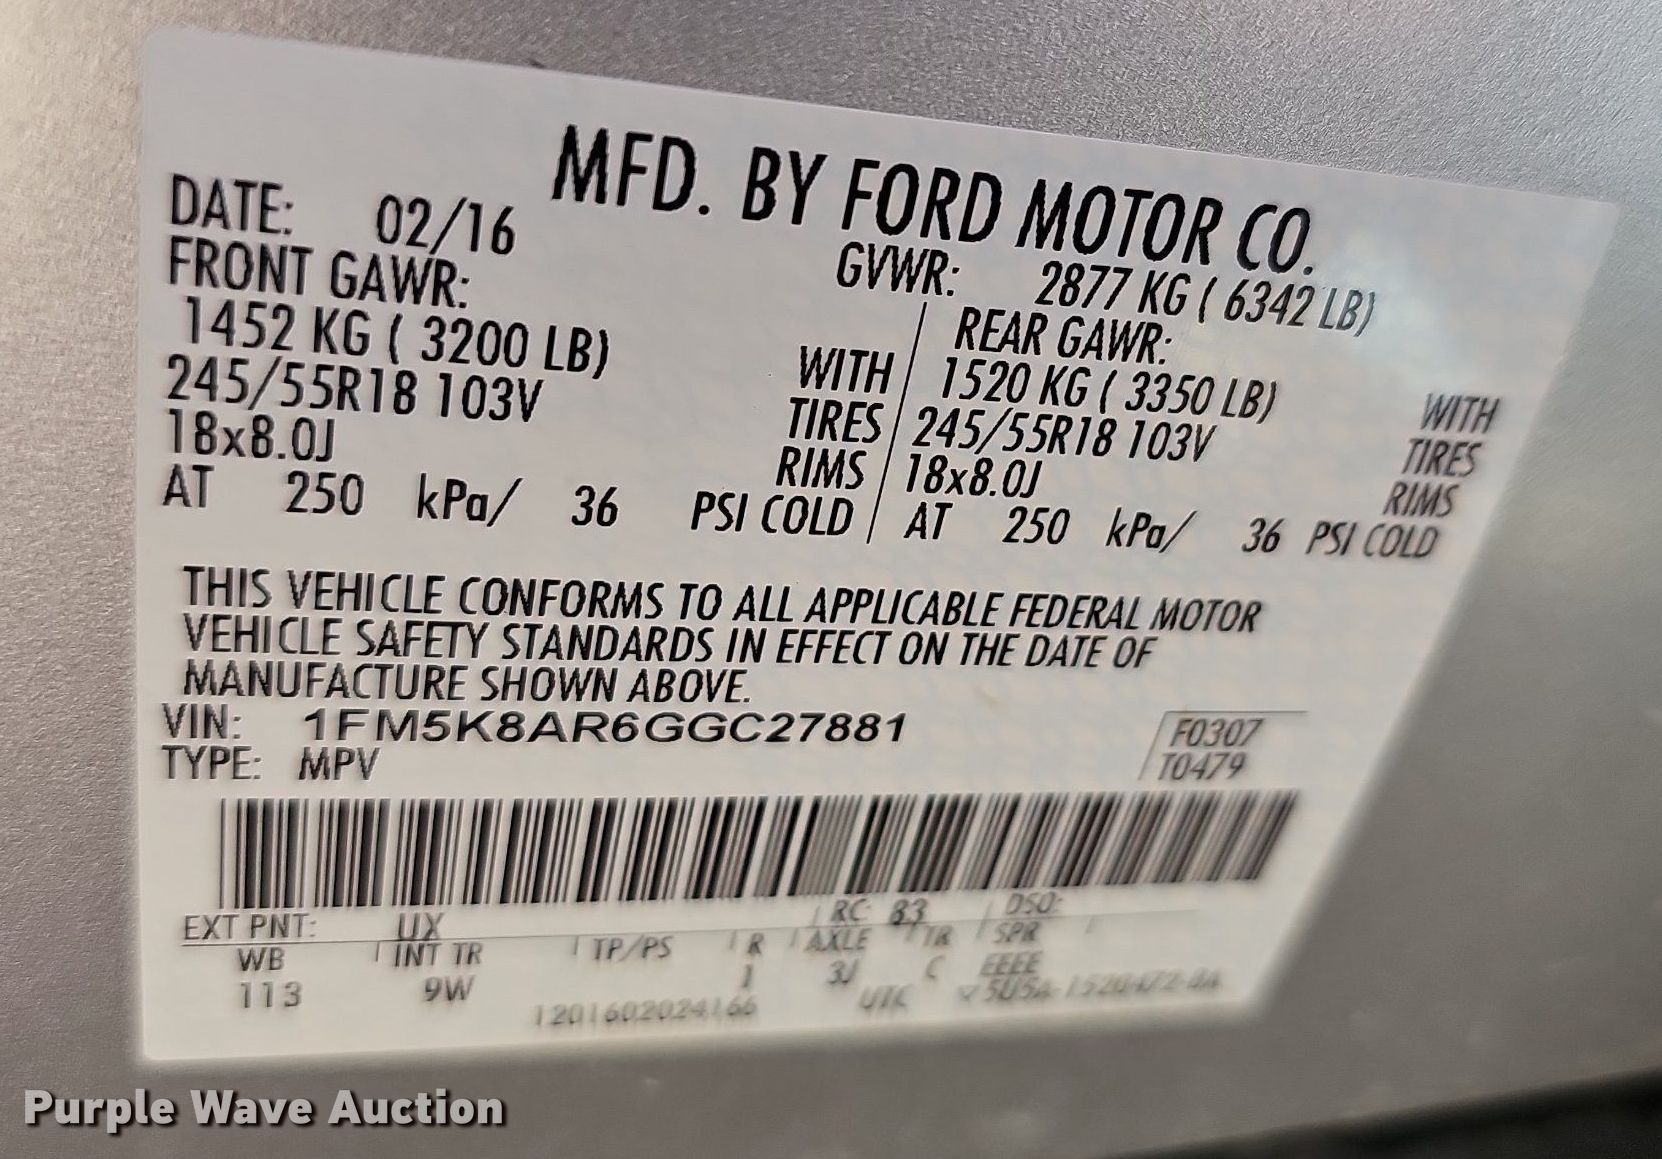 MFD. BY FORD MOTOR CO.
DATE: 02/16
GVWR: 2877 KG ( 6342 LB)
FRONT GAWR:
REAR GAWR:
1452 KG ( 3200 LB) WITH
1520 KG ( 3350 LB) WITH
245/55R18 103V TIRES
245/55R18 103V TIRES
18x8.0J RIMS
18x8.0J RIMS
AT 250 kPa/ 36 PSI COLD
AT 250 kPa/ 36 PSI COLD
THIS VEHICLE CONFORMS TO ALL APPLICABLE FEDERAL MOTOR
VEHICLE SAFETY STANDARDS IN EFFECT ON THE DATE OF
MANUFACTURE SHOWN ABOVE.
VIN: 1FM5K8AR6GGC27881
TYPE: MPV
F0307
T0479
EXT PNT: UX RC: 83 DSO:
WB INT TR TP/PS R AXLE TR SPR
113 9W 1 3J C EEEE
1201602024166 UTC
Purple Wave Auction